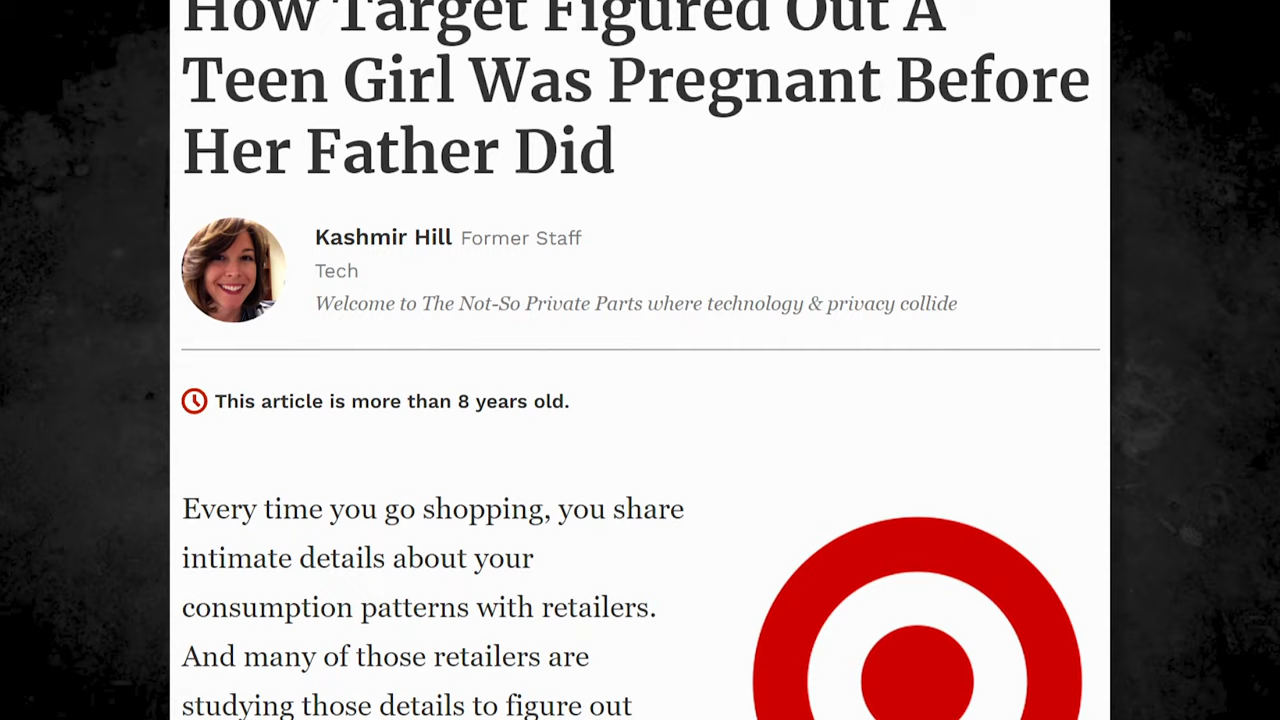 How Target Figured Out A
Teen Girl Was Pregnant Before
Her Father Did
Kashmir Hill Former Staff
Tech
Welcome to The Not-So Private Parts where technology & privacy collide
This article is more than 8 years old.
Every time you go shopping, you share
intimate details about your
consumption patterns with retailers.
And many of those retailers are
studying those details to figure out